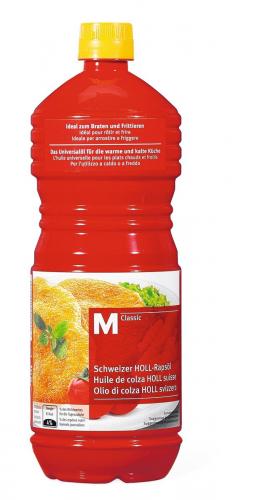 Ideal zum Braten und Frittieren
Idéal pour rôtir et frire
Ideale per arrostire e friggere
Das Universalöl für die warme und kalte Küche
L'huile universelle pour les plats chauds et froids
Per l'utilizzo a caldo o a freddo
M Classic
Schweizer HOLL-Rapsöl
Huile de colza HOLL suisse
Olio di colza HOLL svizzero